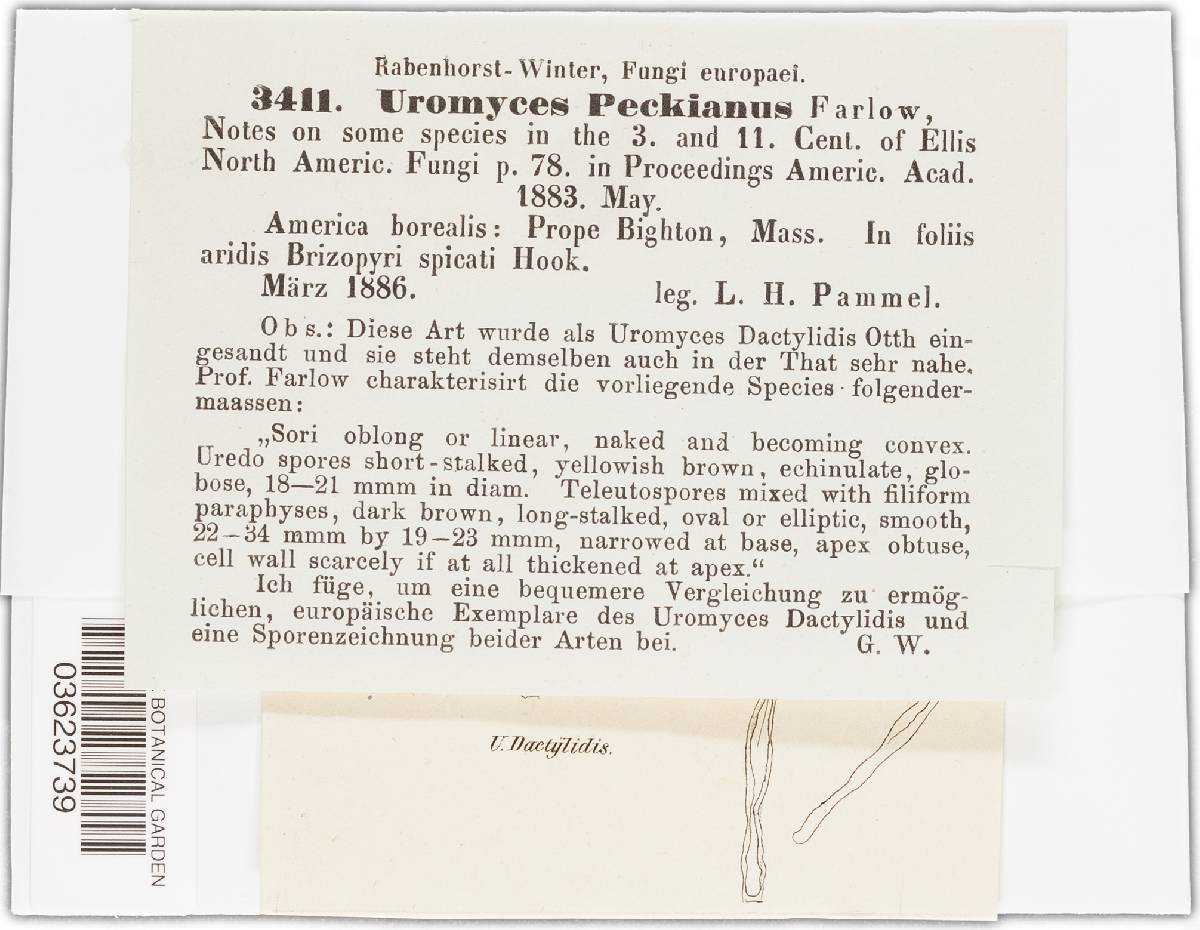 Rabenhorst-Winter, Fungi europaei.
3411. Uromyces Peckianus Farlow,
Notes on some species in the 3. and 11. Cent. of Ellis
North Americ. Fungi p. 78. in Proceedings Americ. Acad.
1883. May.
America borealis: Prope Bighton, Mass. In foliis
aridis Brizopyri spicati Hook.
März 1886. leg. L. H. Pammel.
Obs.: Diese Art wurde als Uromyces Dactylidis Otth ein-
gesandt und sie steht demselben auch in der That sehr nahe.
Prof. Farlow charakterisirt die vorliegende Species folgender-
maassen:
„Sori oblong or linear, naked and becoming convex.
Uredo spores short-stalked, yellowish brown, echinulate, glo-
bose, 18—21 mmm in diam. Teleutospores mixed with filiform
paraphyses, dark brown, long-stalked, oval or elliptic, smooth,
22—34 mmm by 19—23 mmm, narrowed at base, apex obtuse,
cell wall scarcely if at all thickened at apex.“
Ich füge, um eine bequemere Vergleichung zu ermög-
lichen, europäische Exemplare des Uromyces Dactylidis und
eine Sporenzeichnung beider Arten bei. G. W.
U. Dactylidis.
03623739
BOTANICAL GARDEN